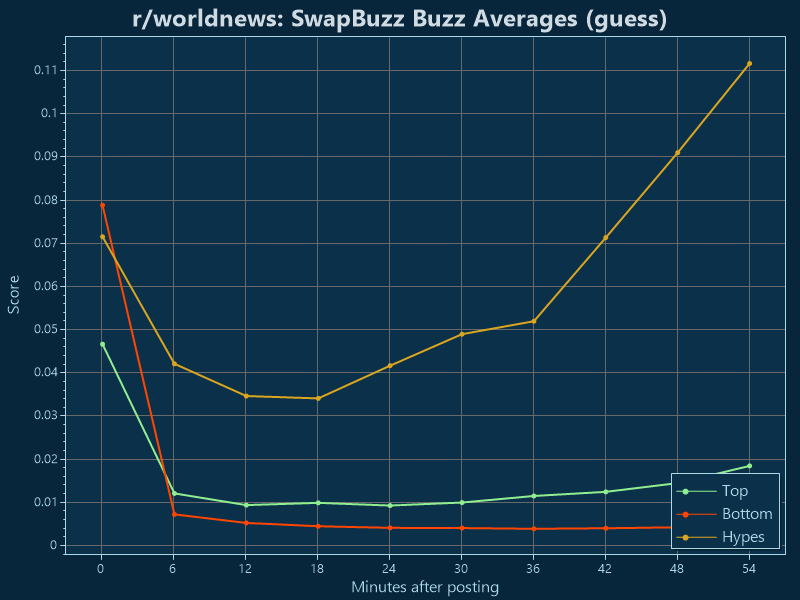 r/worldnews: SwapBuzz Buzz Averages (guess)
0.11
0.1
0.09
0.08
0.07
0.06
0.05
0.04
0.03
0.02
0.01
0
Score
0 6 12 18 24 30 36 42 48 54
Minutes after posting
Top
Bottom
Hypes